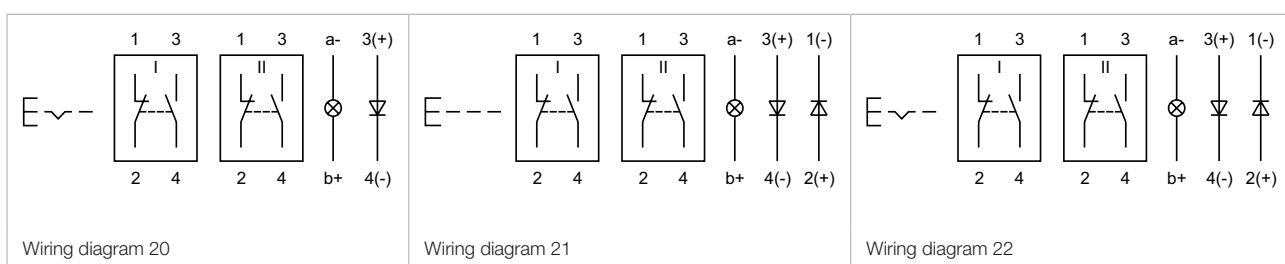 1 3 1 3 a- 3(+)
I II
2 4 2 4 b+ 4(-)
Wiring diagram 20
1 3 1 3 a- 3(+) 1(-)
I II
2 4 2 4 b+ 4(-) 2(+)
Wiring diagram 21
1 3 1 3 a- 3(+) 1(-)
I II
2 4 2 4 b+ 4(-) 2(+)
Wiring diagram 22